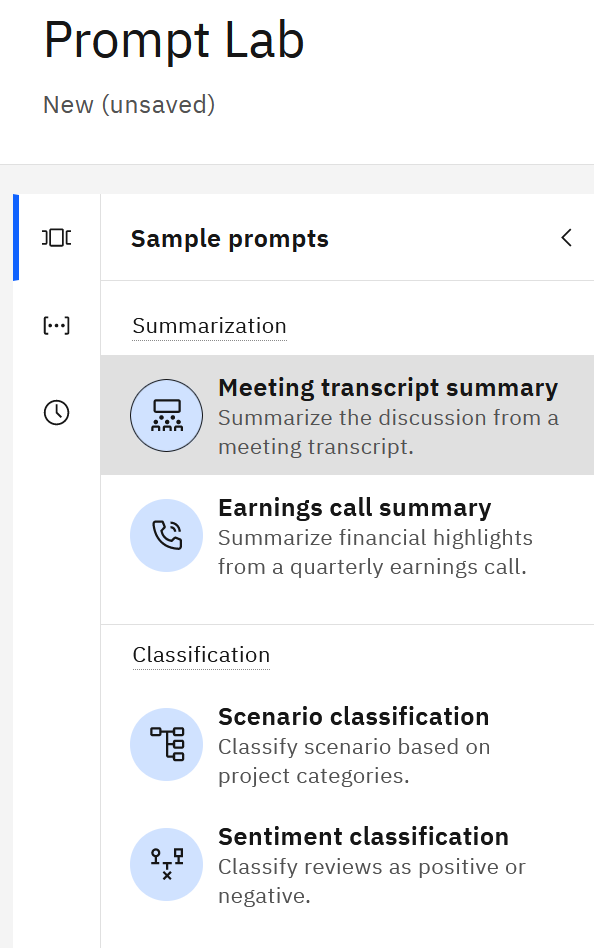 Prompt Lab
New (unsaved)
Sample prompts
Summarization
Meeting transcript summary
Summarize the discussion from a
meeting transcript.
Earnings call summary
Summarize financial highlights
from a quarterly earnings call.
Classification
Scenario classification
Classify scenario based on
project categories.
Sentiment classification
Classify reviews as positive or
negative.